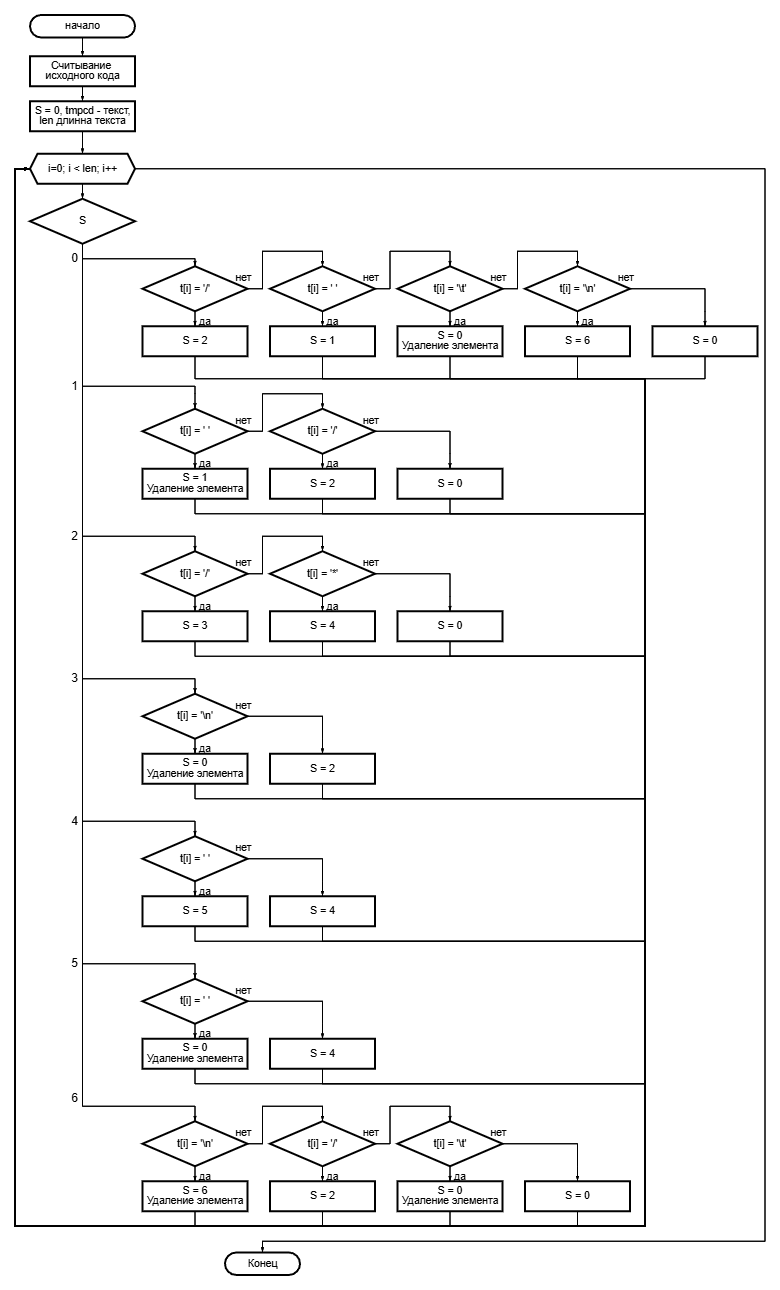 начало
Считывание
исходного кода
S = 0, tmpcd - текст,
len длинна текста
i=0; i < len; i++
S
0
t[i] = '/'
нет
t[i] = ' '
нет
t[i] = '\t'
нет
t[i] = '\n'
нет
да
да
да
да
S = 2
S = 1
S = 0
Удаление элемента
S = 6
S = 0
1
t[i] = ' '
нет
t[i] = '/'
нет
да
да
S = 1
Удаление элемента
S = 2
S = 0
2
t[i] = '/'
нет
t[i] = '*'
нет
да
да
S = 3
S = 4
S = 0
3
t[i] = '\n'
нет
да
S = 0
Удаление элемента
S = 2
4
t[i] = ' '
нет
да
S = 5
S = 4
5
t[i] = ' '
нет
да
S = 0
Удаление элемента
S = 4
6
t[i] = '\n'
нет
t[i] = '/'
нет
t[i] = '\t'
нет
да
да
да
S = 6
Удаление элемента
S = 2
S = 0
Удаление элемента
S = 0
Конец